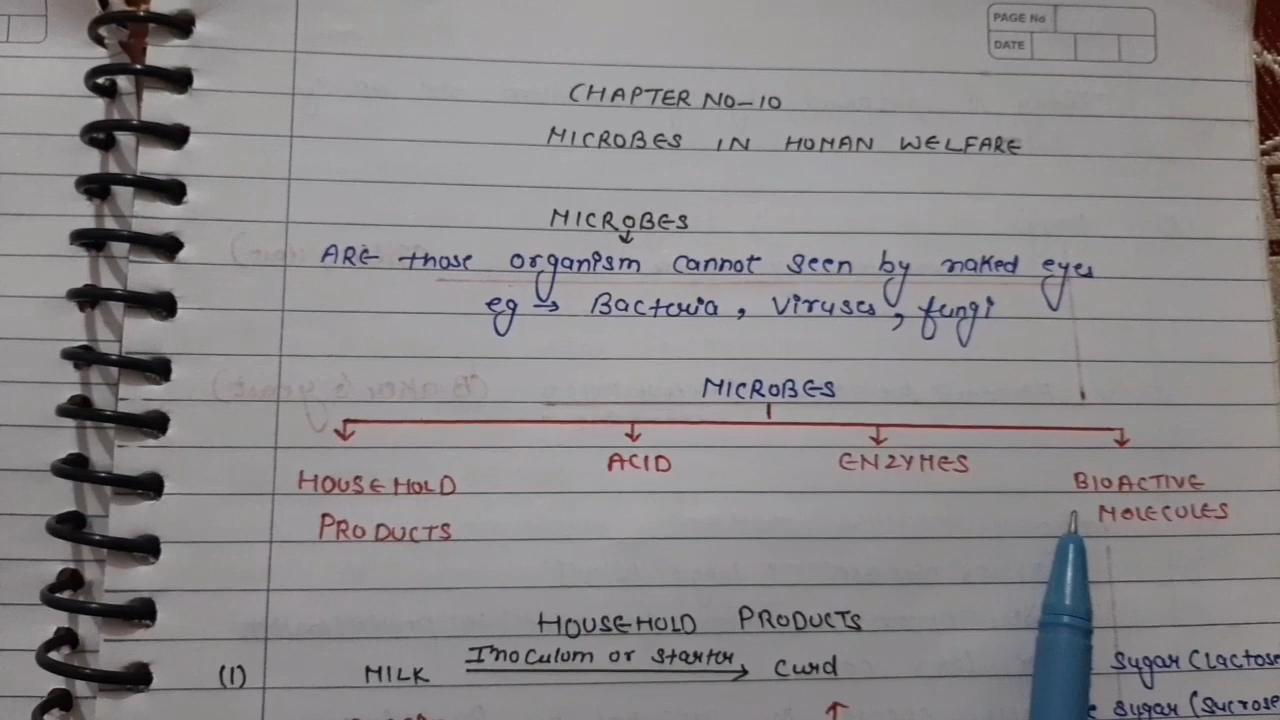 PAGE No
DATE
CHAPTER NO-10
MICROBES IN HUMAN WELFARE
MICROBES
ARE those organism cannot seen by naked eyes
eg → Bacteria, Viruses, fungi
MICROBES
HOUSEHOLD PRODUCTS
ACID
ENZYMES
BIOACTIVE MOLECULES
HOUSEHOLD PRODUCTS
(1) MILK Inoculum or starter → Curd
Sugar (Lactose
Sugar (Sucrose